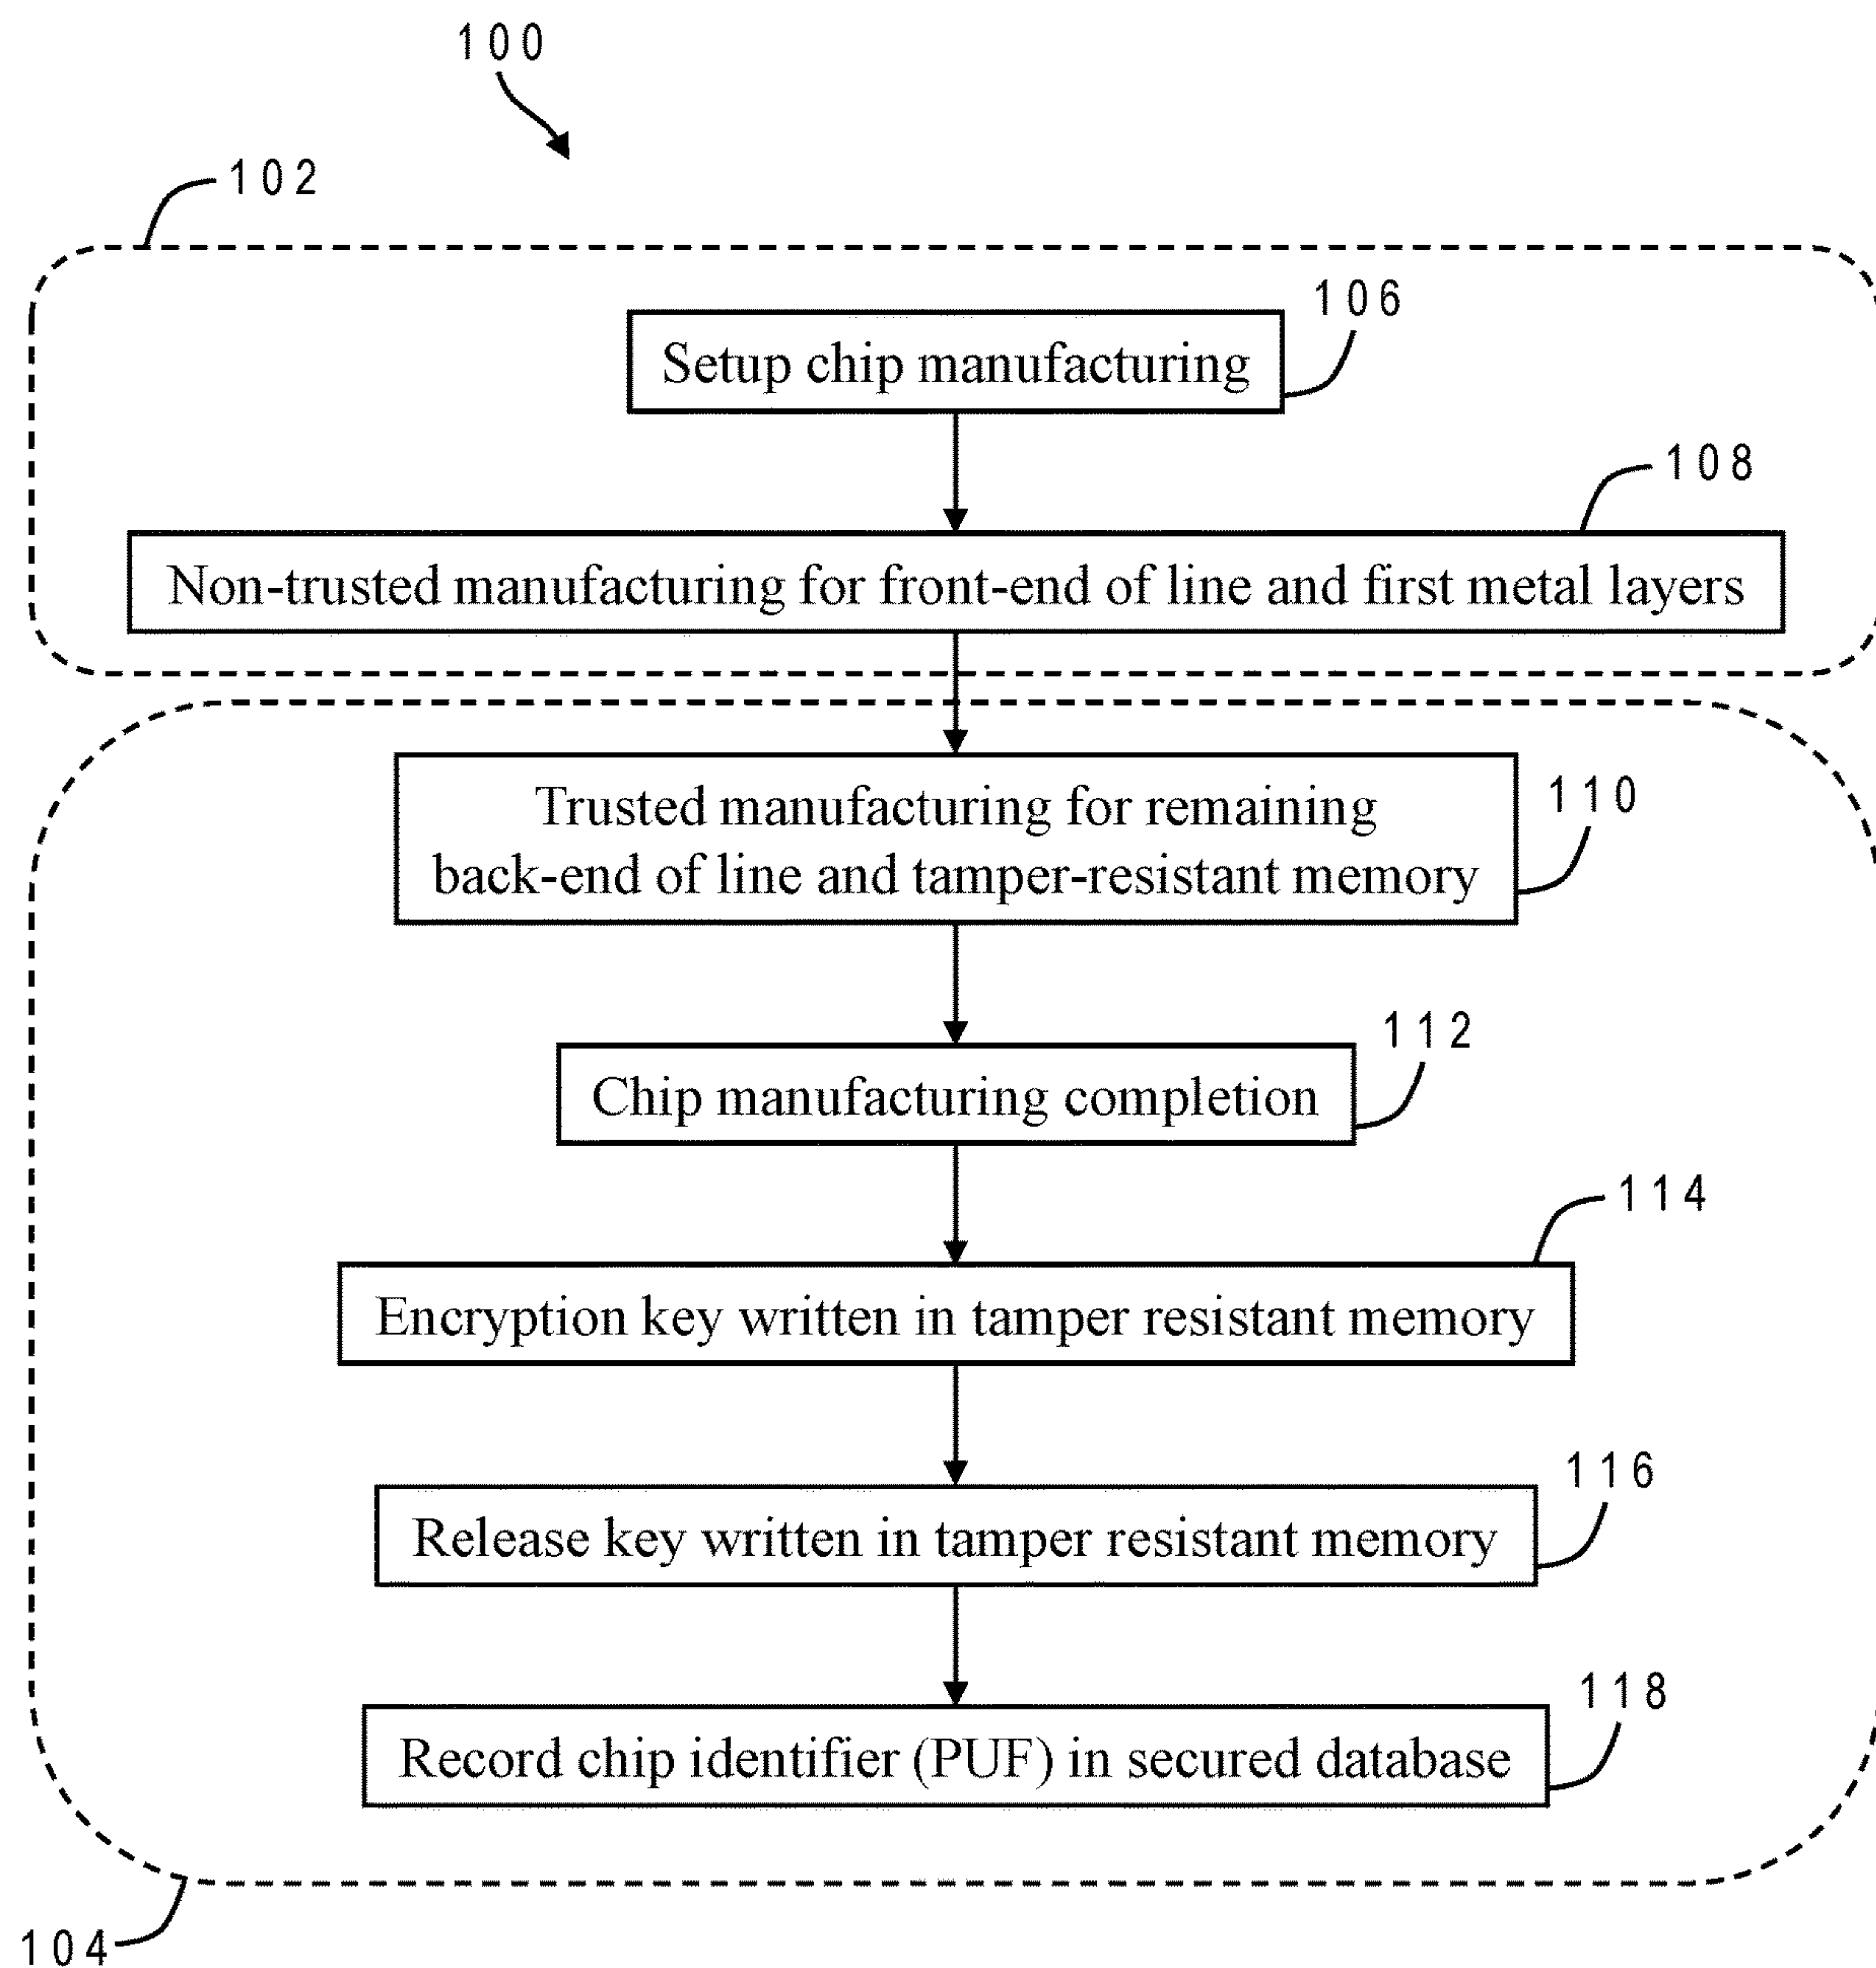 100
102
106
Setup chip manufacturing
108
Non-trusted manufacturing for front-end of line and first metal layers
110
Trusted manufacturing for remaining
back-end of line and tamper-resistant memory
112
Chip manufacturing completion
114
Encryption key written in tamper resistant memory
116
Release key written in tamper resistant memory
118
Record chip identifier (PUF) in secured database
104